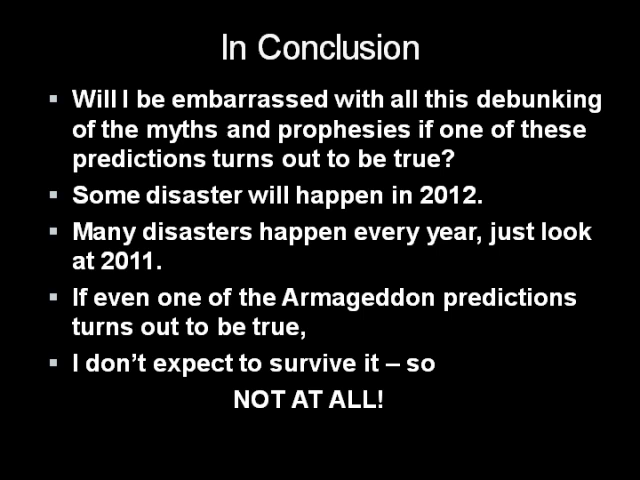 In Conclusion
▪ Will I be embarrassed with all this debunking
of the myths and prophesies if one of these
predictions turns out to be true?
▪ Some disaster will happen in 2012.
▪ Many disasters happen every year, just look
at 2011.
▪ If even one of the Armageddon predictions
turns out to be true,
▪ I don’t expect to survive it – so
NOT AT ALL!